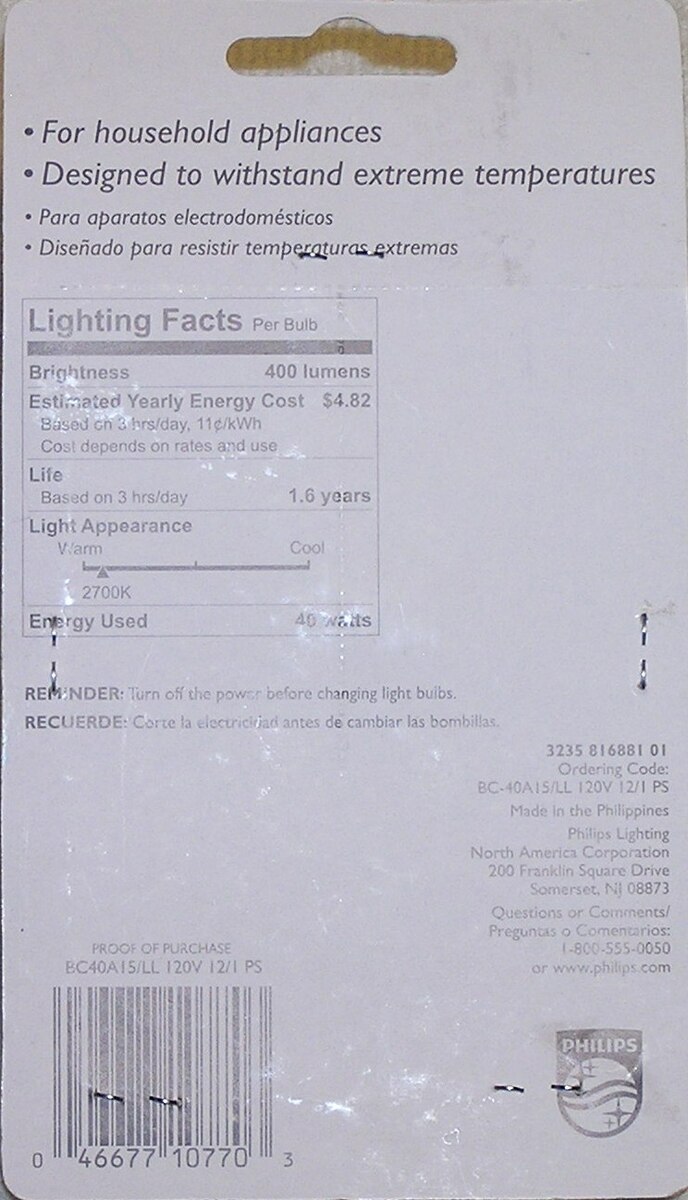 • For household appliances
• Designed to withstand extreme temperatures
• Para aparatos electrodomésticos
• Diseñado para resistir temperaturas extremas
Lighting Facts Per Bulb
Brightness 400 lumens
Estimated Yearly Energy Cost $4.82
Based on 3 hrs/day, 11¢/kWh
Cost depends on rates and use
Life
Based on 3 hrs/day 1.6 years
Light Appearance
Warm Cool
2700K
Energy Used 40 watts
REMINDER: Turn off the power before changing light bulbs.
RECUERDE: Corte la electricidad antes de cambiar las bombillas.
3235 816881 01
Ordering Code:
BC-40A15/LL 120V 12/1 PS
Made in the Philippines
Philips Lighting
North America Corporation
200 Franklin Square Drive
Somerset, NJ 08873
Questions or Comments/
Preguntas o Comentarios:
1-800-555-0050
or www.philips.com
PROOF OF PURCHASE
BC40A15/LL 120V 12/1 PS
0 46677 10770 3
PHILIPS